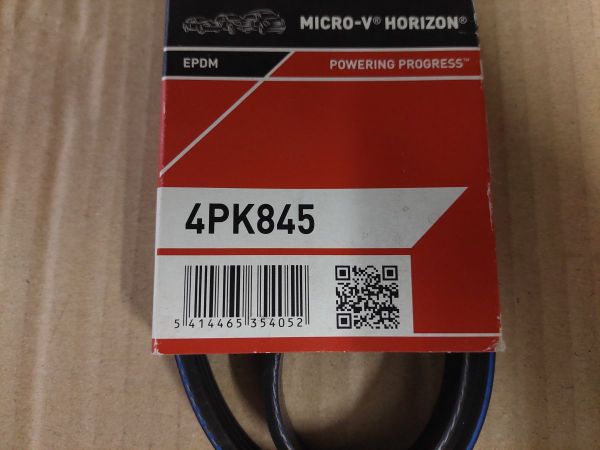 MICRO-V® HORIZON®
EPDM POWERING PROGRESS™
4PK845
5 414465 354052